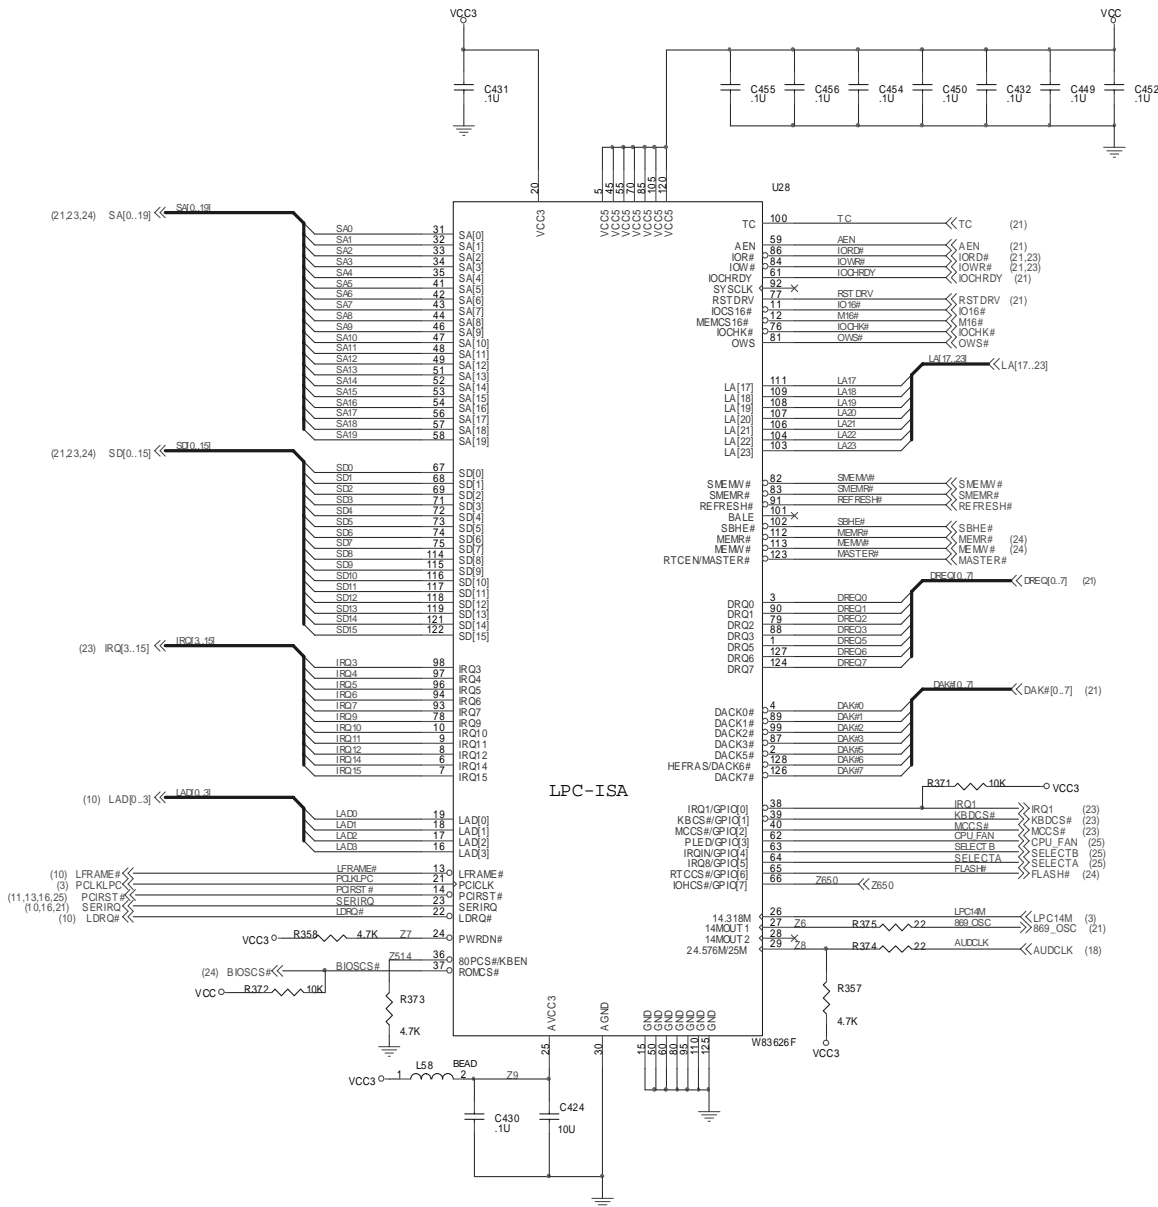 VCC3
VCC
C431
.1U
C455
.1U
C456
.1U
C454
.1U
C450
.1U
C432
.1U
C449
.1U
C452
.1U
20
5
45
55
70
85
105
120
U28
VCC3
VCC5
VCC5
VCC5
VCC5
VCC5
VCC5
VCC5
(21,23,24) SA[0..19] SA[0..19]
SA0 31 SA[0]
SA1 32 SA[1]
SA2 33 SA[2]
SA3 34 SA[3]
SA4 35 SA[4]
SA5 41 SA[5]
SA6 42 SA[6]
SA7 43 SA[7]
SA8 44 SA[8]
SA9 46 SA[9]
SA10 47 SA[10]
SA11 48 SA[11]
SA12 49 SA[12]
SA13 51 SA[13]
SA14 52 SA[14]
SA15 53 SA[15]
SA16 54 SA[16]
SA17 56 SA[17]
SA18 57 SA[18]
SA19 58 SA[19]
(21,23,24) SD[0..15] SD[0..15]
SD0 67 SD[0]
SD1 68 SD[1]
SD2 69 SD[2]
SD3 71 SD[3]
SD4 72 SD[4]
SD5 73 SD[5]
SD6 74 SD[6]
SD7 75 SD[7]
SD8 114 SD[8]
SD9 115 SD[9]
SD10 116 SD[10]
SD11 117 SD[11]
SD12 118 SD[12]
SD13 119 SD[13]
SD14 121 SD[14]
SD15 122 SD[15]
(23) IRQ[3..15] IRQ[3..15]
IRQ3 98 IRQ3
IRQ4 97 IRQ4
IRQ5 96 IRQ5
IRQ6 94 IRQ6
IRQ7 93 IRQ7
IRQ9 78 IRQ9
IRQ10 10 IRQ10
IRQ11 9 IRQ11
IRQ12 8 IRQ12
IRQ14 6 IRQ14
IRQ15 7 IRQ15
(10) LAD[0..3] LAD[0..3]
LAD0 19 LAD[0]
LAD1 18 LAD[1]
LAD2 17 LAD[2]
LAD3 16 LAD[3]
(10) LFRAME# LFRAME# 13 LFRAME#
(3) PCLKLPC PCLKLPC 21 PCICLK
(11,13,16,25) PCIRST# PCIRST# 14 PCIRST#
(10,16,21) SERIRQ SERIRQ 23 SERIRQ
(10) LDRQ# LDRQ# 22 LDRQ#
VCC3 R358 4.7K Z7 24 PWRDN#
Z514 36 80PCS#/KBEN
(24) BIOSCS# BIOSCS# 37 ROMCS#
VCC R372 10K
R373
4.7K
LPC-ISA
TC 100 TC TC (21)
AEN 59 AEN AEN (21)
IOR# 86 IORD# IORD# (21,23)
IOW# 84 IOWR# IOWR# (21,23)
IOCHRDY 61 IOCHRDY IOCHRDY (21)
SYSCLK 92
RSTDRV 77 RSTDRV RSTDRV (21)
IOCS16# 11 IO16# IO16#
MEMCS16# 12 M16# M16#
IOCHK# 76 IOCHK# IOCHK#
OWS 81 OWS# OWS#
LA[17..23] LA[17..23]
LA[17] 111 LA17
LA[18] 109 LA18
LA[19] 108 LA19
LA[20] 107 LA20
LA[21] 106 LA21
LA[22] 104 LA22
LA[23] 103 LA23
SMEMW# 82 SMEMW# SMEMW#
SMEMR# 83 SMEMR# SMEMR#
REFRESH# 91 REFRESH# REFRESH#
BALE 101
SBHE# 102 SBHE# SBHE#
MEMR# 112 MEMR# MEMR# (24)
MEMW# 113 MEMW# MEMW# (24)
RTCEN/MASTER# 123 MASTER# MASTER#
DREQ[0..7] DREQ[0..7] (21)
DRQ0 3 DREQ0
DRQ1 90 DREQ1
DRQ2 79 DREQ2
DRQ3 88 DREQ3
DRQ5 1 DREQ5
DRQ6 127 DREQ6
DRQ7 124 DREQ7
DAK#[0..7] DAK#[0..7] (21)
DACK0# 4 DAK#0
DACK1# 89 DAK#1
DACK2# 99 DAK#2
DACK3# 87 DAK#3
DACK5# 2 DAK#5
HEFRAS/DACK6# 128 DAK#6
DACK7# 126 DAK#7
R371 10K VCC3
IRQ1/GPIO[0] 38 IRQ1 IRQ1 (23)
KBCS#/GPIO[1] 39 KBDCS# KBDCS# (23)
MCCS#/GPIO[2] 40 MCCS# MCCS# (23)
PLED/GPIO[3] 62 CPU_FAN CPU_FAN (25)
IRQIN/GPIO[4] 63 SELECTB SELECTB (25)
IRQ8/GPIO[5] 64 SELECTA SELECTA (25)
RTCCS#/GPIO[6] 65 FLASH# FLASH# (24)
IOHCS#/GPIO[7] 66 Z650 Z650
14.318M 26 LPC14M LPC14M (3)
14MOUT1 27 Z6 R375 22 869_OSC 869_OSC (21)
14MOUT2 28
24.576M/25M 29 Z8 R374 22 AUDCLK AUDCLK (18)
R357
4.7K
VCC3
W83626F
AVCC3
AGND
GND
GND
GND
GND
GND
GND
GND
25
30
15
50
60
80
95
110
125
VCC3 1 L58 BEAD 2 Z9
C430
.1U
C424
10U